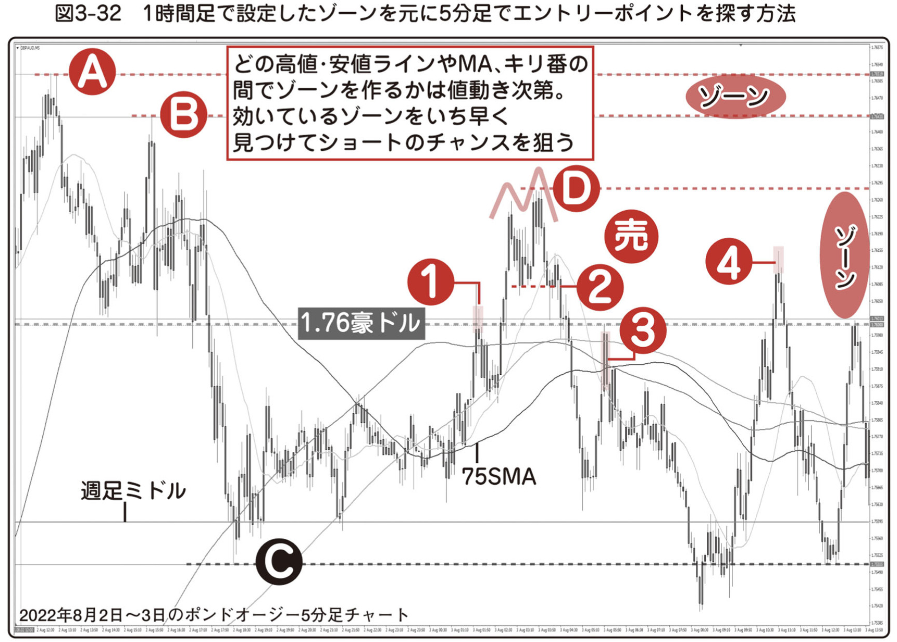 図3-32　1時間足で設定したゾーンを元に5分足でエントリーポイントを探す方法
A
B
どの高値・安値ラインやMA、キリ番の
間でゾーンを作るかは値動き次第。
効いているゾーンをいち早く
見つけてショートのチャンスを狙う
ゾーン
D
売
ゾーン
1
2
4
1.76豪ドル
3
75SMA
週足ミドル
C
2022年8月2日〜3日のポンドオージー5分足チャート